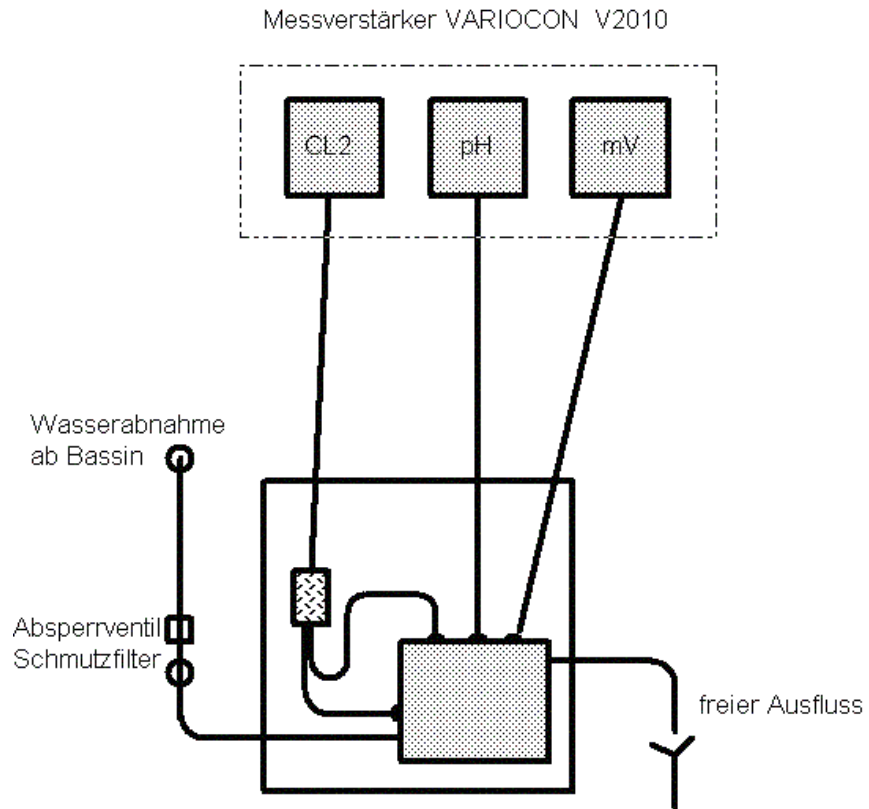 Messverstärker VARIOCON V2010
CL2
pH
mV
Wasserabnahme
ab Bassin
Absperrventil
Schmutzfilter
freier Ausfluss